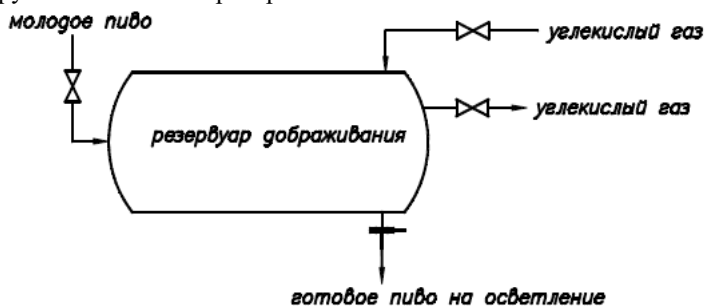 молодое пиво
углекислый газ
углекислый газ
резервуар дображивания
готовое пиво на осветление